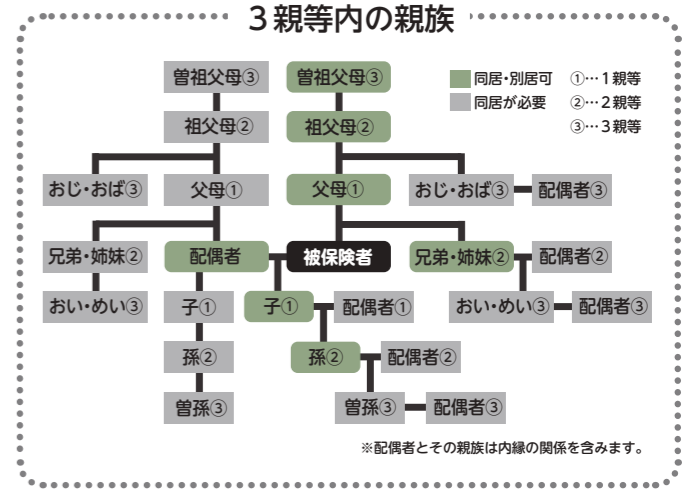 3親等内の親族
曽祖父母③ 曽祖父母③
同居・別居可 ①…1親等
同居が必要 ②…2親等
③…3親等
祖父母② 祖父母②
おじ・おば③ 父母① 父母① おじ・おば③ 配偶者③
兄弟・姉妹② 配偶者 被保険者 兄弟・姉妹② 配偶者②
おい・めい③ 子① 子① 配偶者① おい・めい③ 配偶者③
孫② 孫② 配偶者②
曽孫③ 曽孫③ 配偶者③
※配偶者とその親族は内縁の関係を含みます。